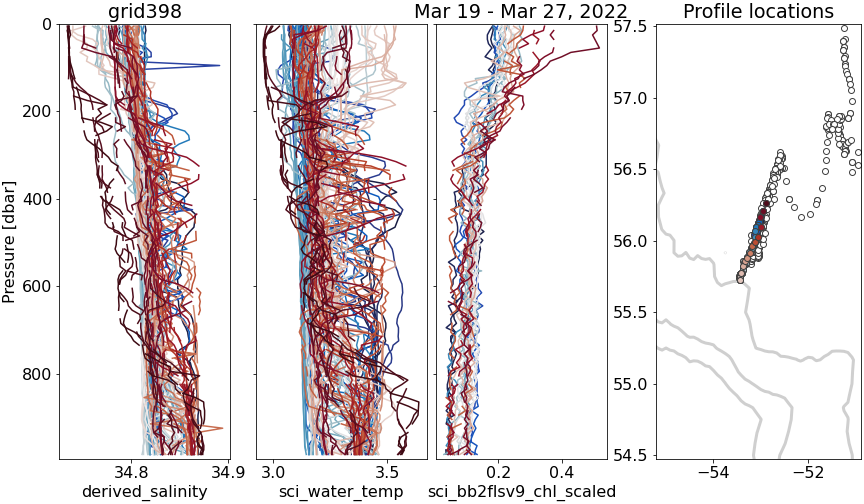 grid398
Mar 19 - Mar 27, 2022
Profile locations
Pressure [dbar]
0
200
400
600
800
34.8 34.9
derived_salinity
3.0 3.5
sci_water_temp
0.2 0.4
sci_bb2flsv9_chl_scaled
57.5
57.0
56.5
56.0
55.5
55.0
54.5
−54 −52